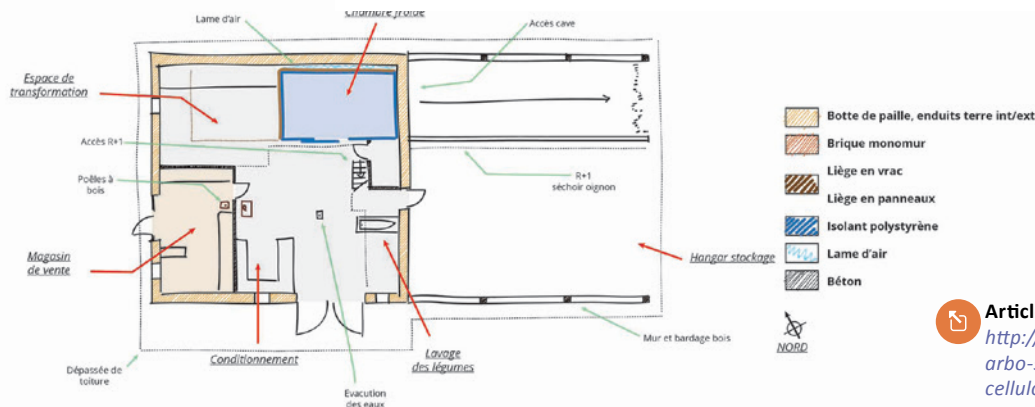 Chambre froide
Lame d'air
Accès cave
Espace de
transformation
Accès R+1
Poêles à
bois
R+1
séchoir oignon
Magasin
de vente
Hangar stockage
Mur et bardage bois
Conditionnement
Lavage
des légumes
Dépassée de
toiture
Evacution
des eaux
Botte de paille, enduits terre int/ext
Brique monomur
Liège en vrac
Liège en panneaux
Isolant polystyrène
Lame d'air
Béton
NORD
Articl
http://
arbo-
cellul